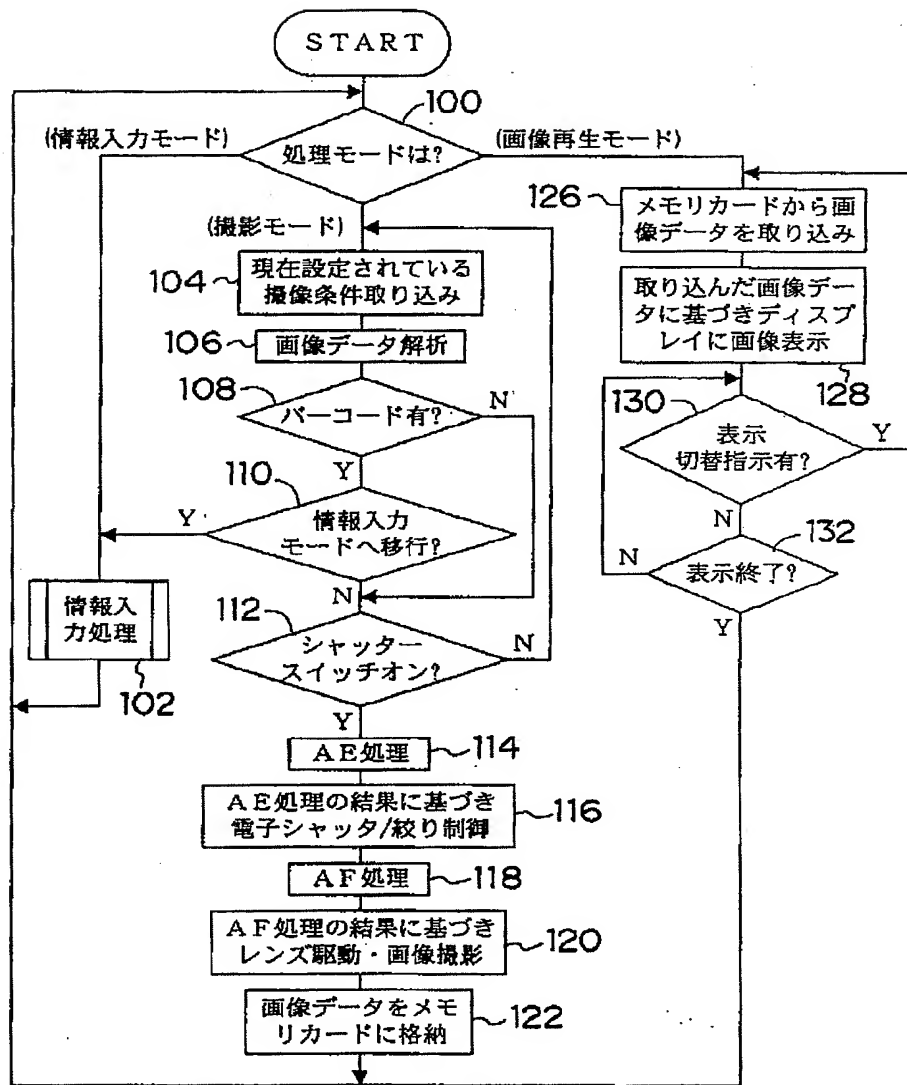 START
100
(情報入力モード)
(画像再生モード)
処理モードは?
(撮影モード)
104
現在設定されている
撮像条件取り込み
106
画像データ解析
108
バーコード有?
N
Y
110
情報入力
モードへ移行?
Y
N
情報入
力処理
102
112
シャッター
スイッチオン?
N
Y
AE処理
114
AE処理の結果に基づき
電子シャッタ/絞り制御
116
AF処理
118
AF処理の結果に基づき
レンズ駆動・画像撮影
120
画像データをメモ
リカードに格納
122
126
メモリカードから画
像データを取り込み
取り込んだ画像デー
タに基づきディスプ
レイに画像表示
128
130
表示
切替指示有?
Y
N
132
表示終了?
N
Y